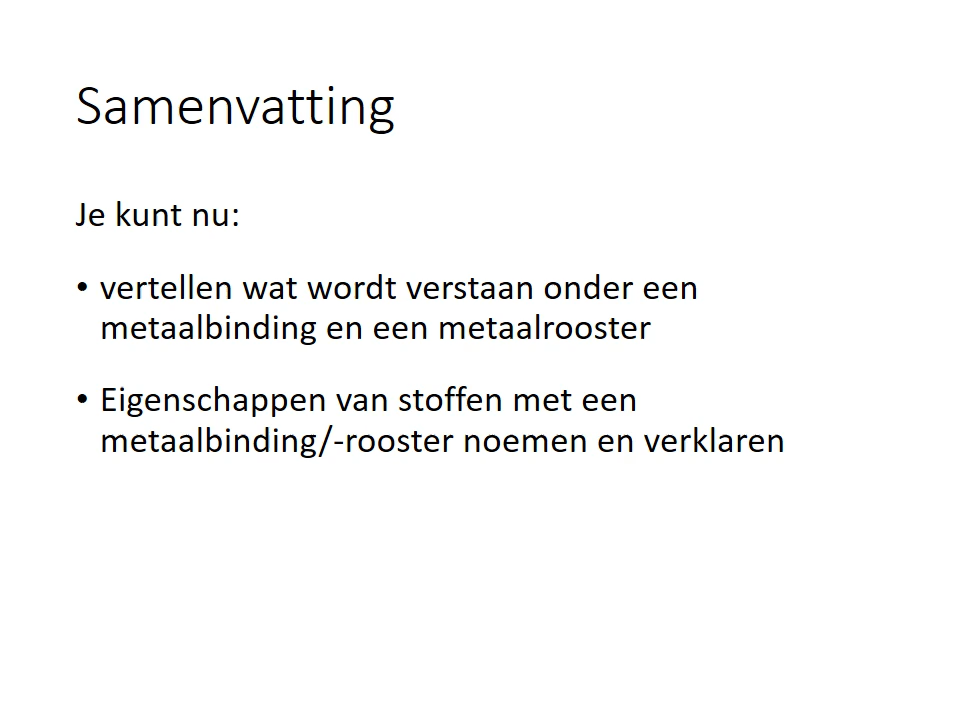 Samenvatting
Je kunt nu:
• vertellen wat wordt verstaan onder een
metaalbinding en een metaalrooster
• Eigenschappen van stoffen met een
metaalbinding/-rooster noemen en verklaren